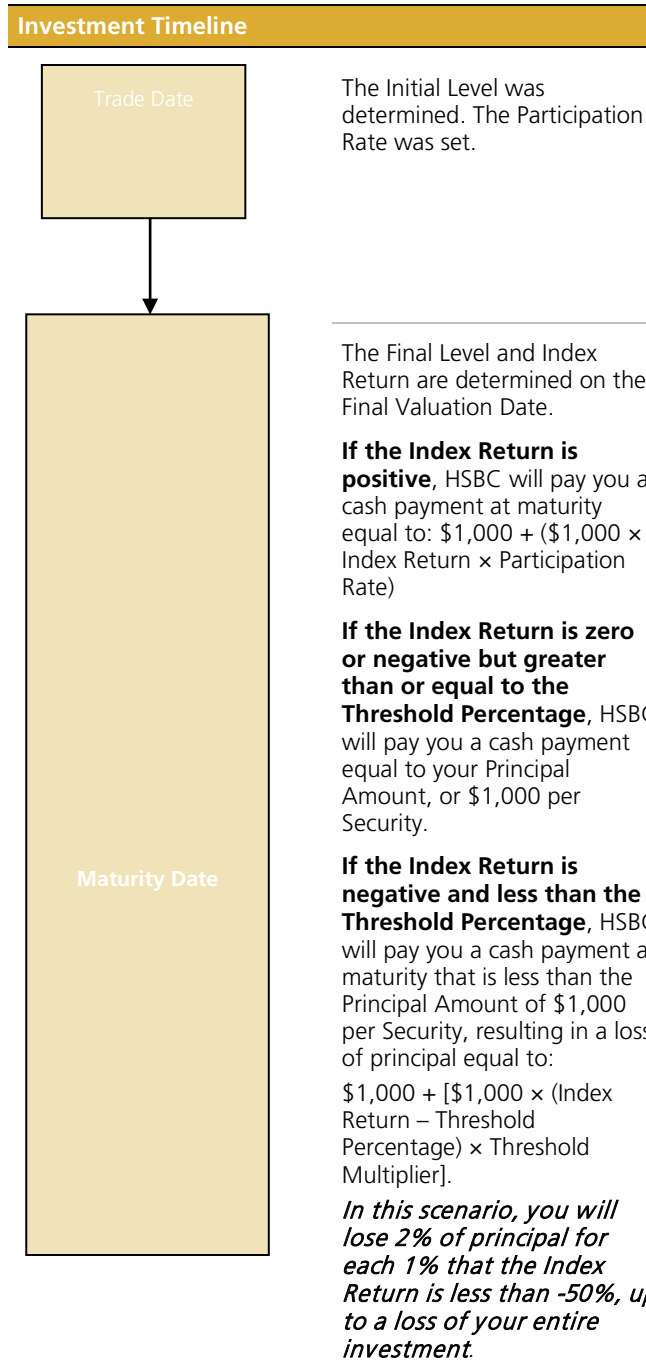 Investment Timeline
Trade Date
The Initial Level was
determined. The Participation
Rate was set.
Maturity Date
The Final Level and Index
Return are determined on the
Final Valuation Date.
If the Index Return is
positive, HSBC will pay you a
cash payment at maturity
equal to: $1,000 + ($1,000 ×
Index Return × Participation
Rate)
If the Index Return is zero
or negative but greater
than or equal to the
Threshold Percentage, HSBC
will pay you a cash payment
equal to your Principal
Amount, or $1,000 per
Security.
If the Index Return is
negative and less than the
Threshold Percentage, HSBC
will pay you a cash payment a
maturity that is less than the
Principal Amount of $1,000
per Security, resulting in a loss
of principal equal to:
$1,000 + [$1,000 × (Index
Return – Threshold
Percentage) × Threshold
Multiplier].
In this scenario, you will
lose 2% of principal for
each 1% that the Index
Return is less than -50%, up
to a loss of your entire
investment.